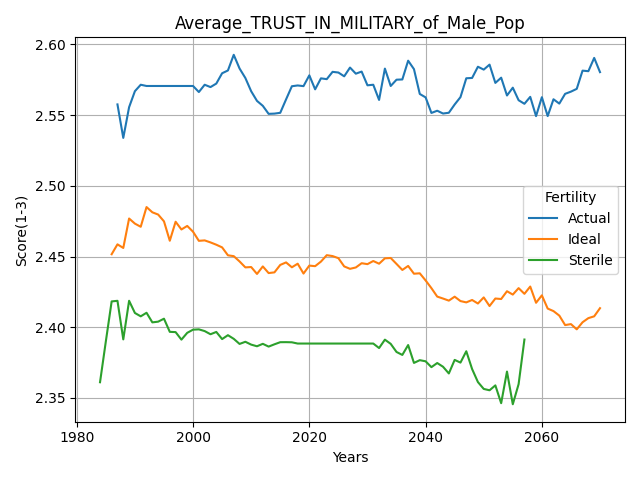 Average_TRUST_IN_MILITARY_of_Male_Pop
2.60
2.55
2.50
2.45
2.40
2.35
Score(1-3)
Fertility
Actual
Ideal
Sterile
1980
2000
2020
2040
2060
Years